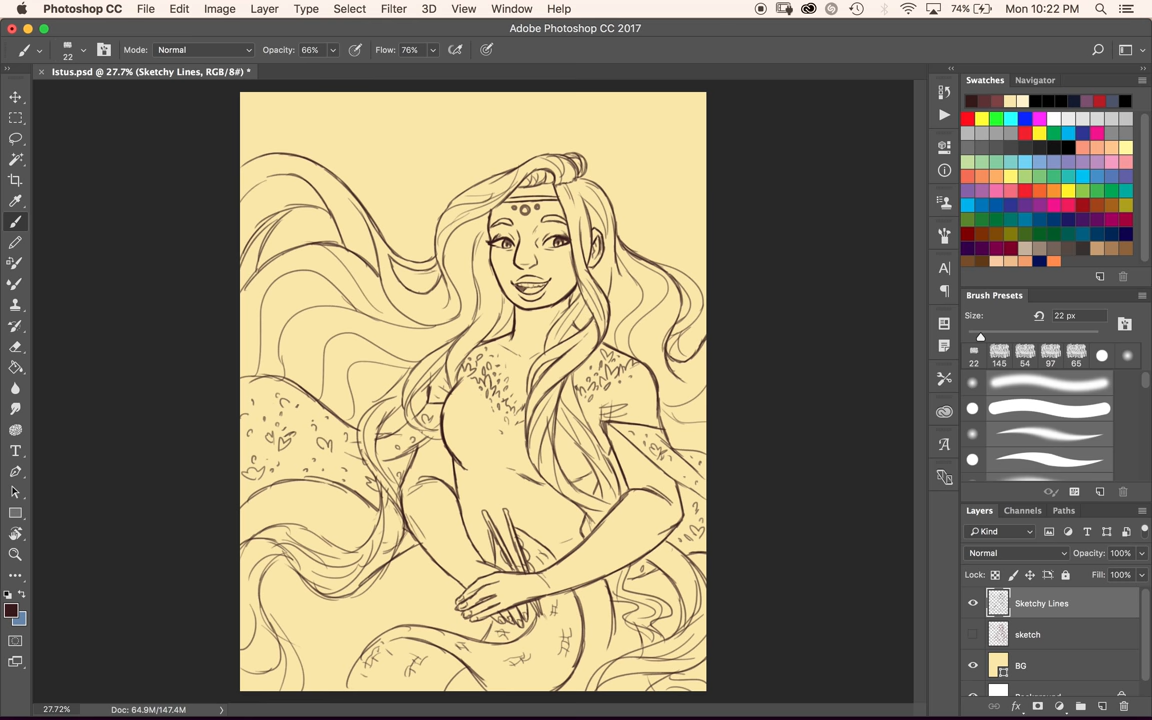 Photoshop CC File Edit Image Layer Type Select Filter 3D View Window Help 74% Mon 10:22 PM
Adobe Photoshop CC 2017
22 Mode: Normal Opacity: 66% Flow: 76%
Istus.psd @ 27.7% (Sketchy Lines, RGB/8#) *
Swatches Navigator
Brush Presets
Size: 22 px
22 145 54 97 65
Layers Channels Paths
Kind
Normal Opacity: 100%
Lock: Fill: 100%
Sketchy Lines
sketch
BG
Background
27.72% Doc: 64.9M/147.4M